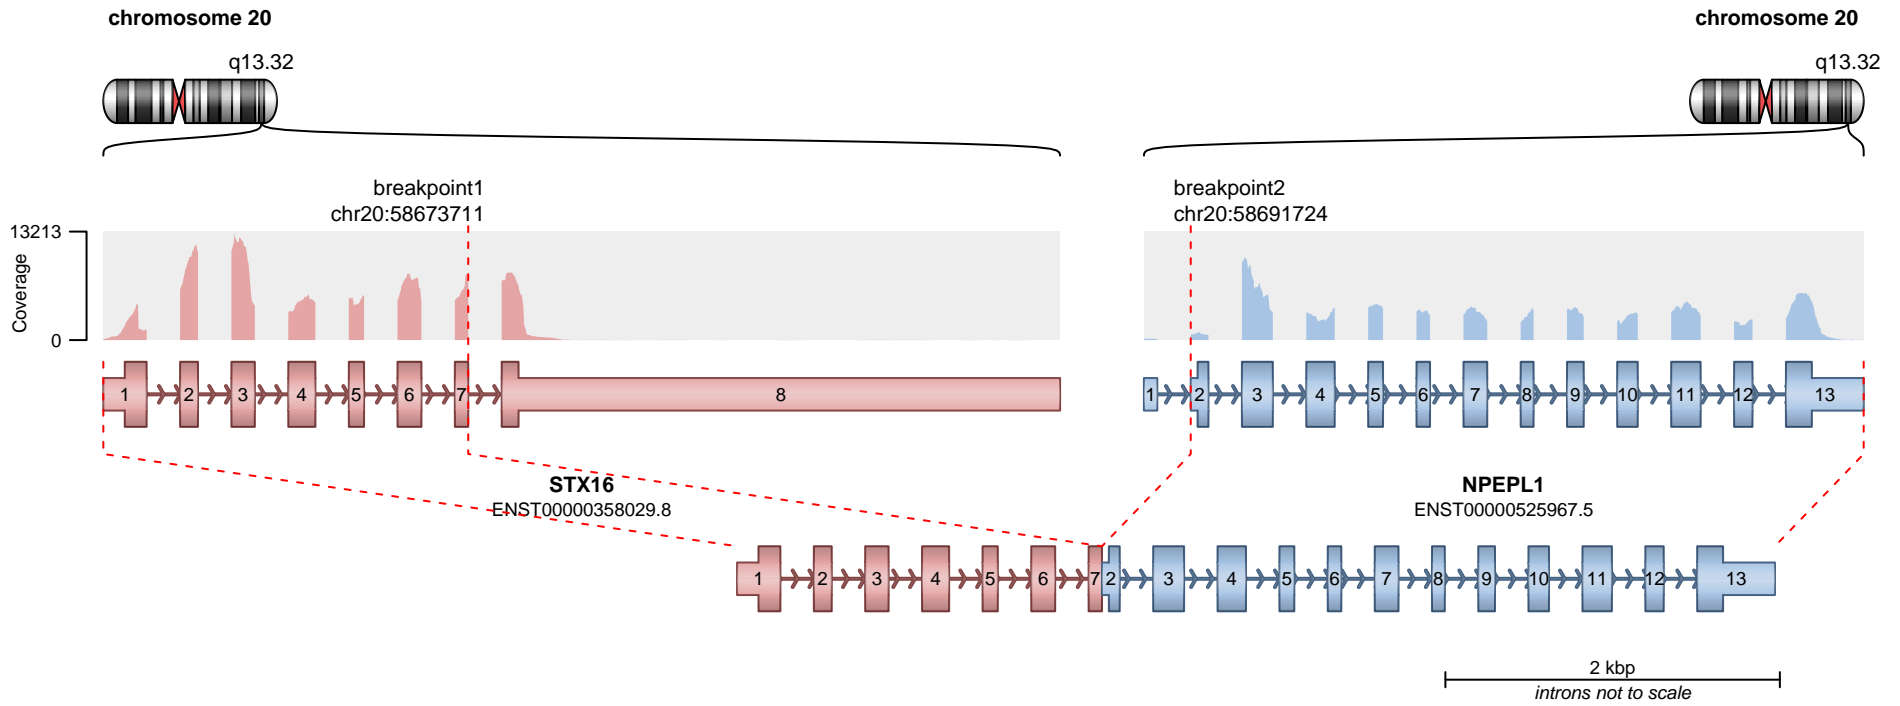 chromosome 20
chromosome 20
q13.32
q13.32
breakpoint1
chr20:58673711
breakpoint2
chr20:58691724
13213
Coverage
0
1 2 3 4 5 6 7 8
1 2 3 4 5 6 7 8 9 10 11 12 13
STX16
ENST00000358029.8
NPEPL1
ENST00000525967.5
1 2 3 4 5 6 7 2 3 4 5 6 7 8 9 10 11 12 13
2 kbp
introns not to scale